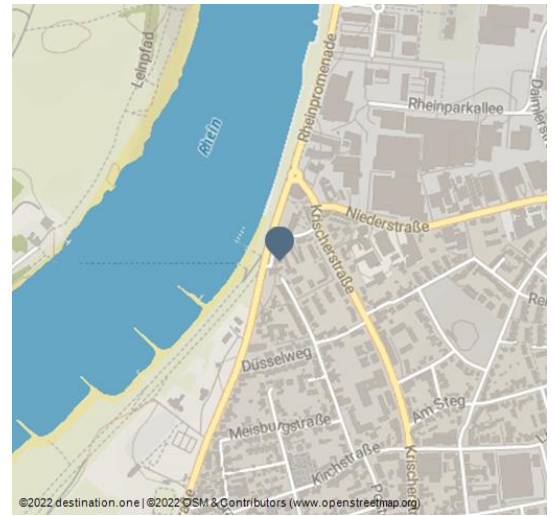 Leinpfad
Rhein
Rheinpromenade
Rheinparkallee
Niederstraße
Krischerstraße
Düsselweg
Meisburgstraße
Am Steg
Kirchstraße
©2022 destination.one | ©2022 OSM & Contributors (www.openstreetmap.org)